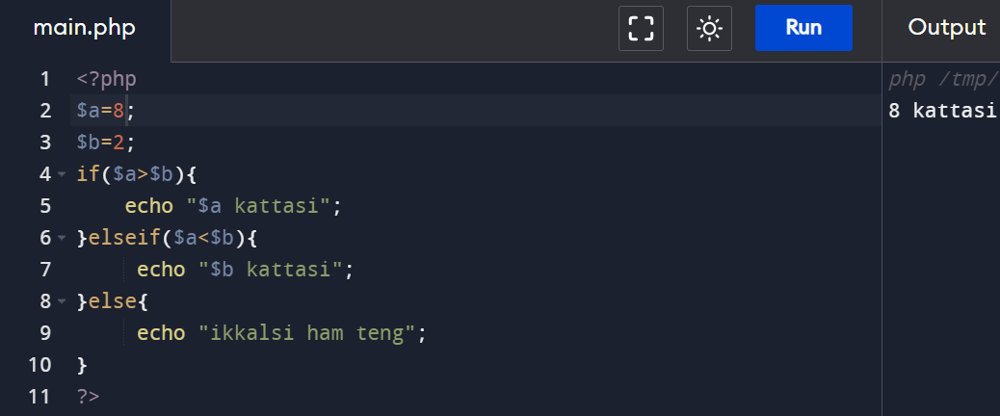 main.php Run Output
1 <?php
2 $a=8;
3 $b=2;
4 if($a>$b){
5     echo "$a kattasi";
6 }elseif($a<$b){
7      echo "$b kattasi";
8 }else{
9      echo "ikkalsi ham teng";
10 }
11 ?>
php /tmp/
8 kattasi